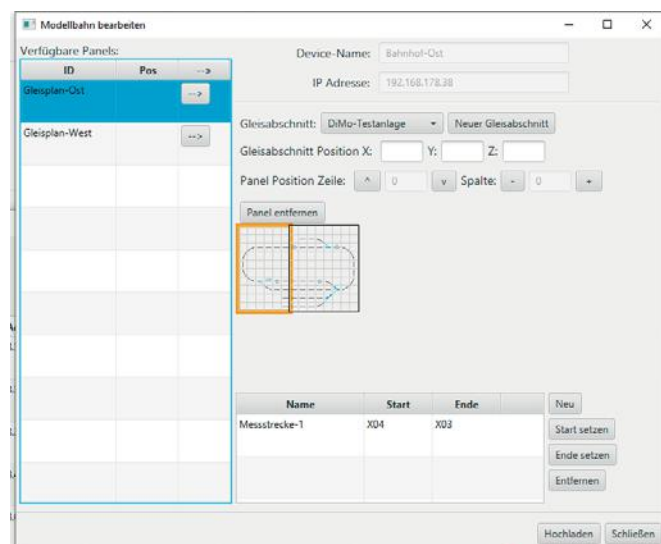 Modellbahn bearbeiten
Verfügbare Panels:
ID Pos -->
Gleisplan-Ost -->
Gleisplan-West -->
Device-Name: Bahnhof-Ost
IP Adresse: 192.168.178.38
Gleisabschnitt: DiMo-Testanlage Neuer Gleisabschnitt
Gleisabschnitt Position X: Y: Z:
Panel Position Zeile: ^ 0 v Spalte: - 0 +
Panel entfernen
Name Start Ende
Messstrecke-1 X04 X03
Neu
Start setzen
Ende setzen
Entfernen
Hochladen Schließen